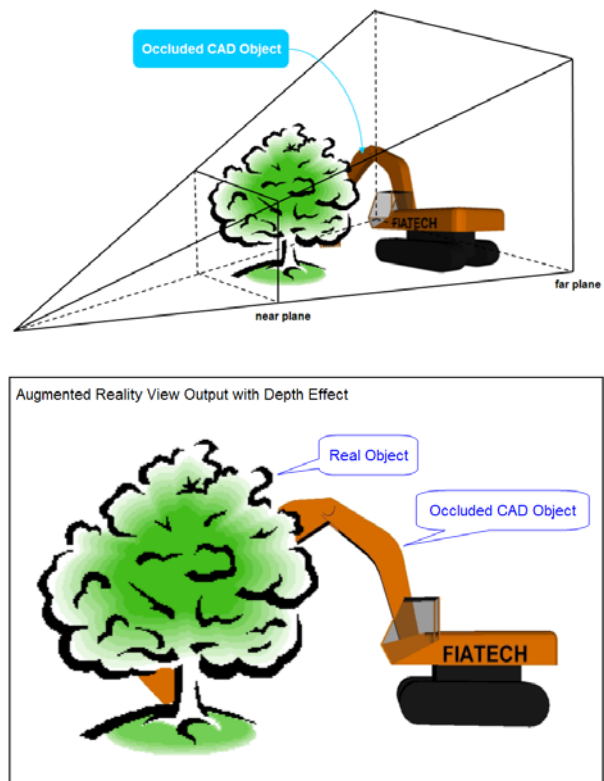 Occluded CAD Object
FIATECH
far plane
near plane
Augmented Reality View Output with Depth Effect
Real Object
Occluded CAD Object
FIATECH